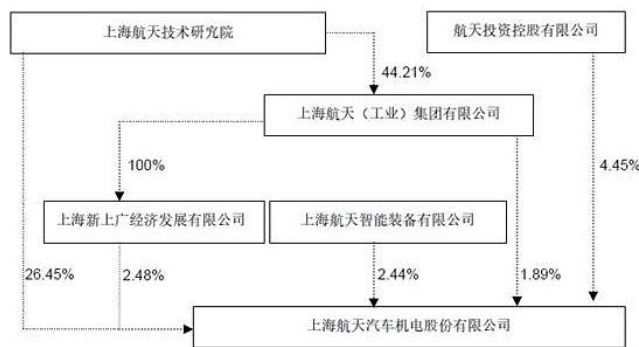 上海航天技术研究院
航天投资控股有限公司
44.21%
上海航天（工业）集团有限公司
100%
4.45%
上海新上广经济发展有限公司
上海航天智能装备有限公司
26.45%
2.48%
2.44%
1.89%
上海航天汽车机电股份有限公司